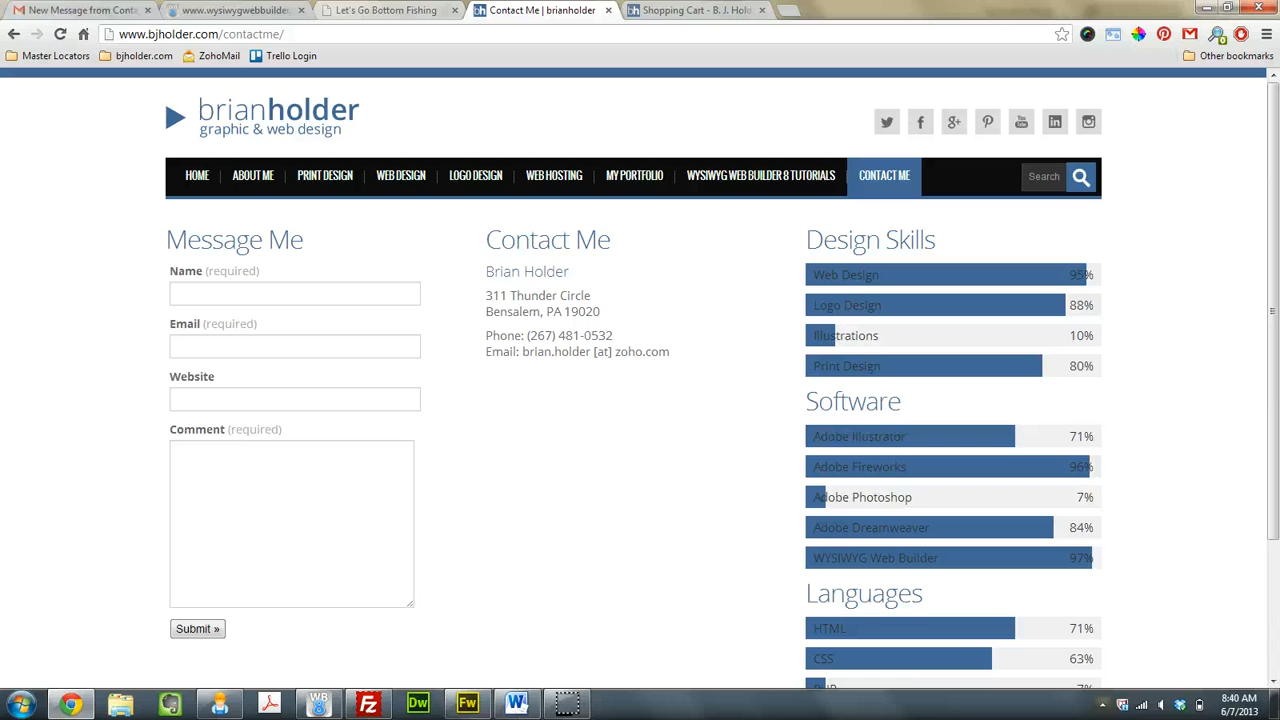 New Message from Conta
www.wysiwygwebbuilde
Let's Go Bottom Fishing
Contact Me | brianholder
Shopping Cart - B. J. Hold
www.bjholder.com/contactme/
Master Locators
bjholder.com
ZohoMail
Trello Login
Other bookmarks
brianholder
graphic & web design
HOME
ABOUT ME
PRINT DESIGN
WEB DESIGN
LOGO DESIGN
WEB HOSTING
MY PORTFOLIO
WYSIWYG WEB BUILDER 8 TUTORIALS
CONTACT ME
Search
Message Me
Name (required)
Email (required)
Website
Comment (required)
Submit »
Contact Me
Brian Holder
311 Thunder Circle
Bensalem, PA 19020
Phone: (267) 481-0532
Email: brian.holder [at] zoho.com
Design Skills
Web Design 95%
Logo Design 88%
Illustrations 10%
Print Design 80%
Software
Adobe Illustrator 71%
Adobe Fireworks 96%
Adobe Photoshop 7%
Adobe Dreamweaver 84%
WYSIWYG Web Builder 97%
Languages
HTML 71%
CSS 63%
8:40 AM
6/7/2013